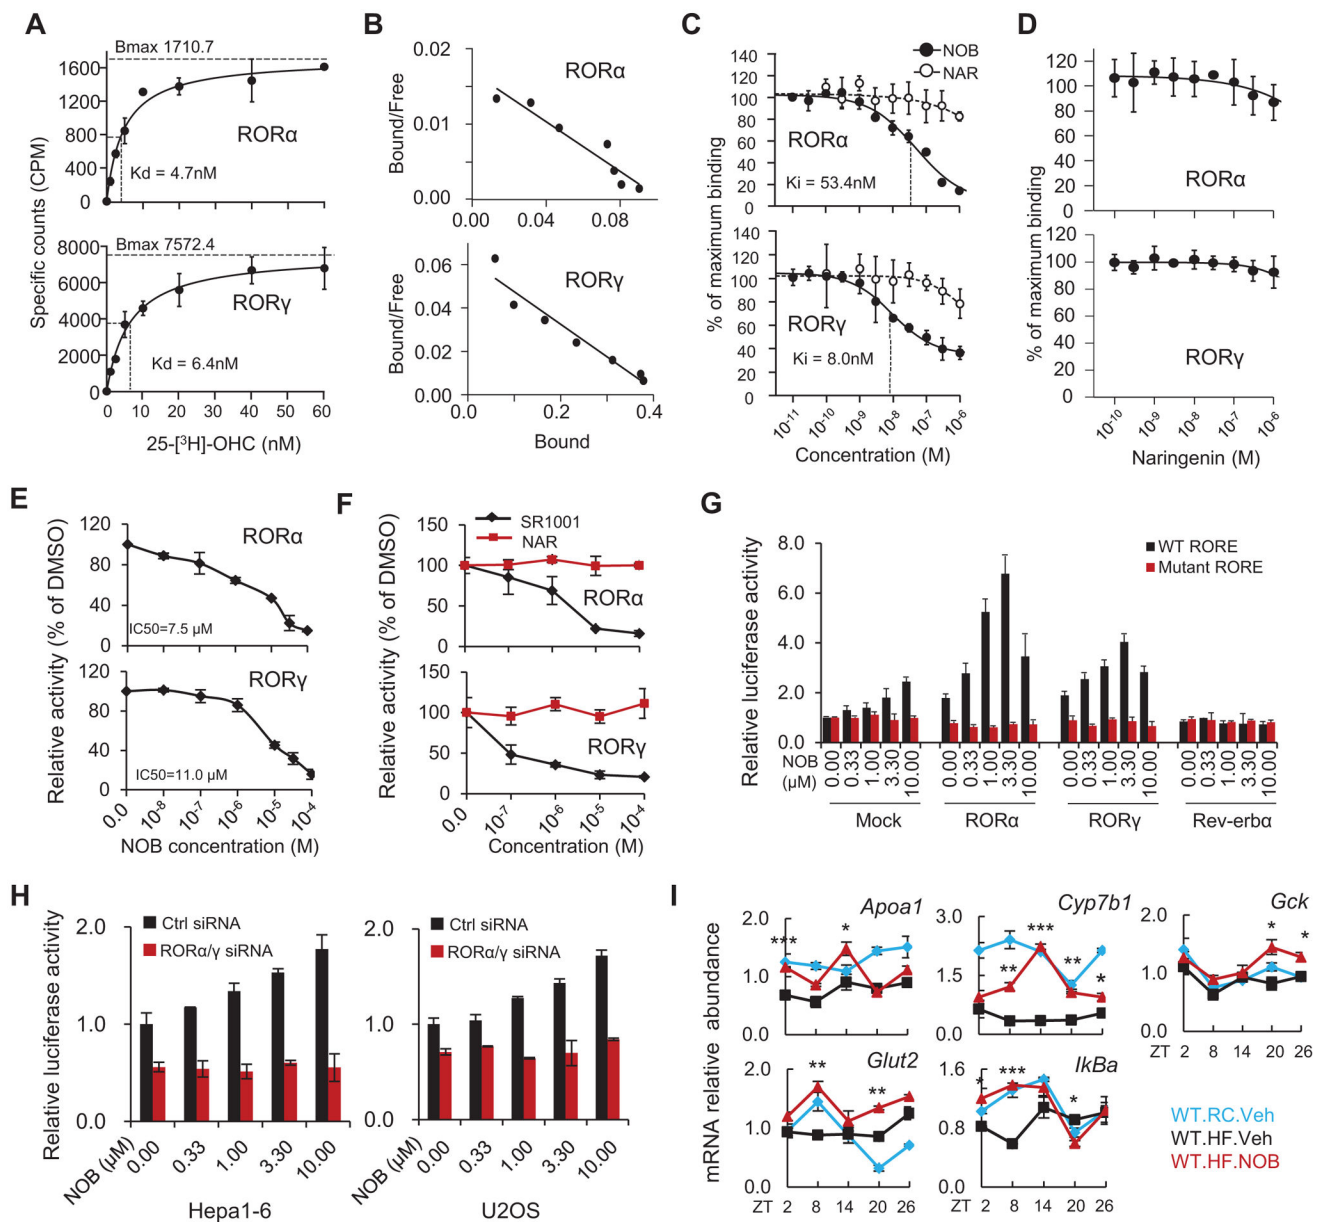 A
Bmax 1710.7
1600
1200
800
400
0
RORα
Kd = 4.7nM
Bmax 7572.4
8000
6000
4000
2000
0
RORγ
Kd = 6.4nM
0 10 20 30 40 50 60
Specific counts (CPM)
25-[³H]-OHC (nM)
B
0.02
0.01
0.00
RORα
0.00 0.04 0.08
Bound/Free
0.06
0.04
0.02
0.00
RORγ
0.0 0.2 0.4
Bound/Free
Bound
C
NOB
NAR
140
120
100
80
60
40
20
0
RORα
Ki = 53.4nM
140
120
100
80
60
40
20
0
RORγ
Ki = 8.0nM
% of maximum binding
10⁻¹¹ 10⁻¹⁰ 10⁻⁹ 10⁻⁸ 10⁻⁷ 10⁻⁶
Concentration (M)
D
120
100
80
60
40
20
0
RORα
120
100
80
60
40
20
0
RORγ
% of maximum binding
10⁻¹⁰ 10⁻⁹ 10⁻⁸ 10⁻⁷ 10⁻⁶
Naringenin (M)
E
120
80
40
0
RORα
IC50=7.5 µM
120
80
40
0
RORγ
IC50=11.0 µM
Relative activity (% of DMSO)
0.0 10⁻⁸ 10⁻⁷ 10⁻⁶ 10⁻⁵ 10⁻⁴
NOB concentration (M)
F
SR1001
NAR
150
100
50
0
RORα
150
100
50
0
RORγ
Relative activity (% of DMSO)
0.0 10⁻⁷ 10⁻⁶ 10⁻⁵ 10⁻⁴
Concentration (M)
G
WT RORE
Mutant RORE
8.0
6.0
4.0
2.0
0.0
Relative luciferase activity
NOB
(µM)
0.00 0.33 1.00 3.30 10.00 0.00 0.33 1.00 3.30 10.00 0.00 0.33 1.00 3.30 10.00 0.00 0.33 1.00 3.30 10.00
Mock RORα RORγ Rev-erbα
H
Ctrl siRNA
RORα/γ siRNA
2.0
1.0
0.0
Relative luciferase activity
NOB (µM) 0.00 0.33 1.00 3.30 10.00
Hepa1-6
Ctrl siRNA
RORα/γ siRNA
2.0
1.0
0.0
NOB (µM) 0.00 0.33 1.00 3.30 10.00
U2OS
I
mRNA relative abundance
Apoa1
2.0
1.0
0.0
*** *
Cyp7b1
3.0
1.5
0.0
** *** ** *
Gck
2.0
1.0
0.0
* *
ZT 2 8 14 20 26
Glut2
2.0
1.0
0.0
** **
ZT 2 8 14 20 26
IkBa
1.6
0.8
0.0
* *** *
ZT 2 8 14 20 26
WT.RC.Veh
WT.HF.Veh
WT.HF.NOB